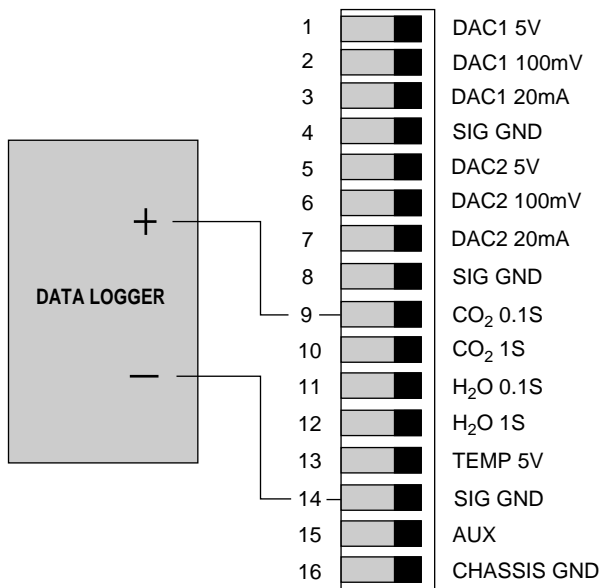 1 DAC1 5V
2 DAC1 100mV
3 DAC1 20mA
4 SIG GND
5 DAC2 5V
6 DAC2 100mV
7 DAC2 20mA
8 SIG GND
9 CO₂ 0.1S
10 CO₂ 1S
11 H₂O 0.1S
12 H₂O 1S
13 TEMP 5V
14 SIG GND
15 AUX
16 CHASSIS GND
+
DATA LOGGER
–